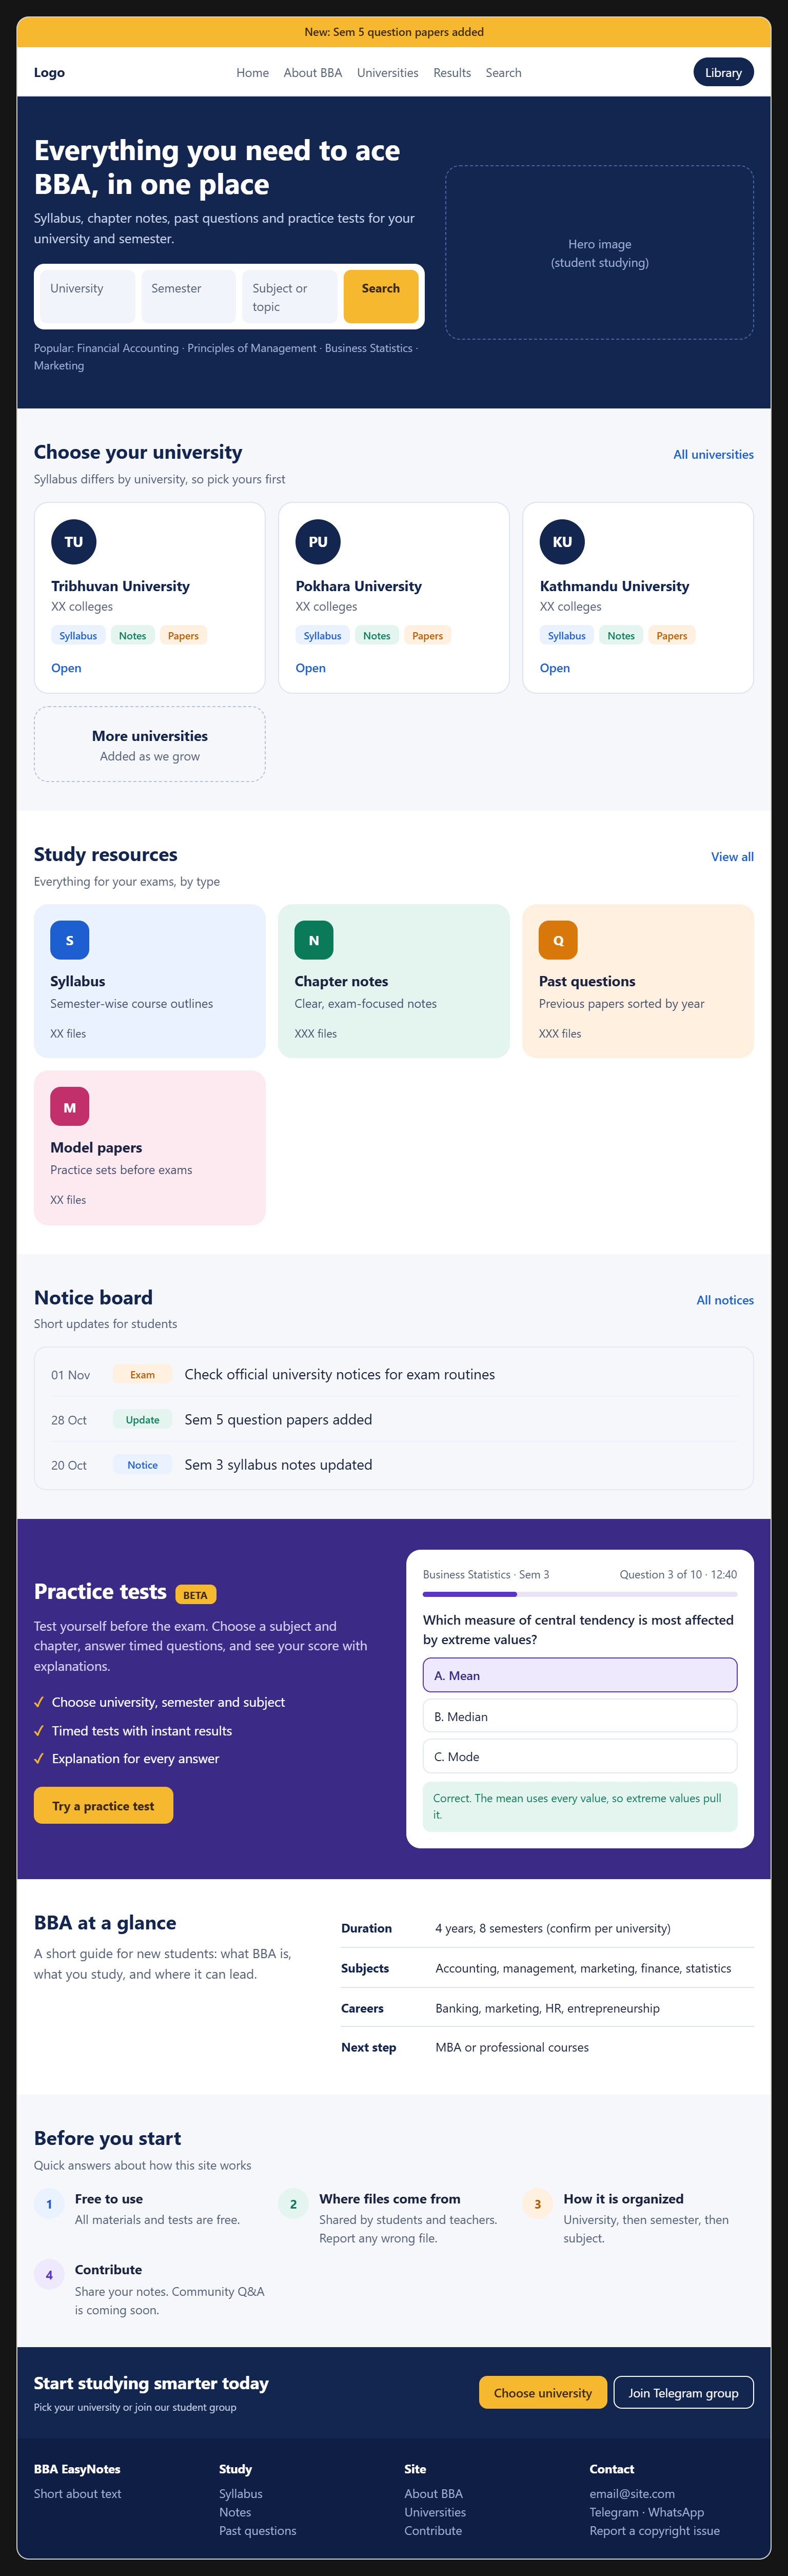 New: Sem 5 question papers added
Logo
Home About BBA Universities Results Search
Library
Everything you need to ace
BBA, in one place
Syllabus, chapter notes, past questions and practice tests for your
university and semester.
University
Semester
Subject or
topic
Search
Popular: Financial Accounting · Principles of Management · Business Statistics ·
Marketing
Hero image
(student studying)
Choose your university
All universities
Syllabus differs by university, so pick yours first
TU
Tribhuvan University
XX colleges
Syllabus Notes Papers
Open
PU
Pokhara University
XX colleges
Syllabus Notes Papers
Open
KU
Kathmandu University
XX colleges
Syllabus Notes Papers
Open
More universities
Added as we grow
Study resources
View all
Everything for your exams, by type
S
Syllabus
Semester-wise course outlines
XX files
N
Chapter notes
Clear, exam-focused notes
XXX files
Q
Past questions
Previous papers sorted by year
XXX files
M
Model papers
Practice sets before exams
XX files
Notice board
All notices
Short updates for students
01 Nov Exam Check official university notices for exam routines
28 Oct Update Sem 5 question papers added
20 Oct Notice Sem 3 syllabus notes updated
Practice tests BETA
Test yourself before the exam. Choose a subject and
chapter, answer timed questions, and see your score with
explanations.
✓ Choose university, semester and subject
✓ Timed tests with instant results
✓ Explanation for every answer
Try a practice test
Business Statistics · Sem 3
Question 3 of 10 · 12:40
Which measure of central tendency is most affected
by extreme values?
A. Mean
B. Median
C. Mode
Correct. The mean uses every value, so extreme values pull
it.
BBA at a glance
A short guide for new students: what BBA is,
what you study, and where it can lead.
Duration 4 years, 8 semesters (confirm per university)
Subjects Accounting, management, marketing, finance, statistics
Careers Banking, marketing, HR, entrepreneurship
Next step MBA or professional courses
Before you start
Quick answers about how this site works
1
Free to use
All materials and tests are free.
2
Where files come from
Shared by students and teachers.
Report any wrong file.
3
How it is organized
University, then semester, then
subject.
4
Contribute
Share your notes. Community Q&A
is coming soon.
Start studying smarter today
Pick your university or join our student group
Choose university
Join Telegram group
BBA EasyNotes
Short about text
Study
Syllabus
Notes
Past questions
Site
About BBA
Universities
Contribute
Contact
email@site.com
Telegram · WhatsApp
Report a copyright issue